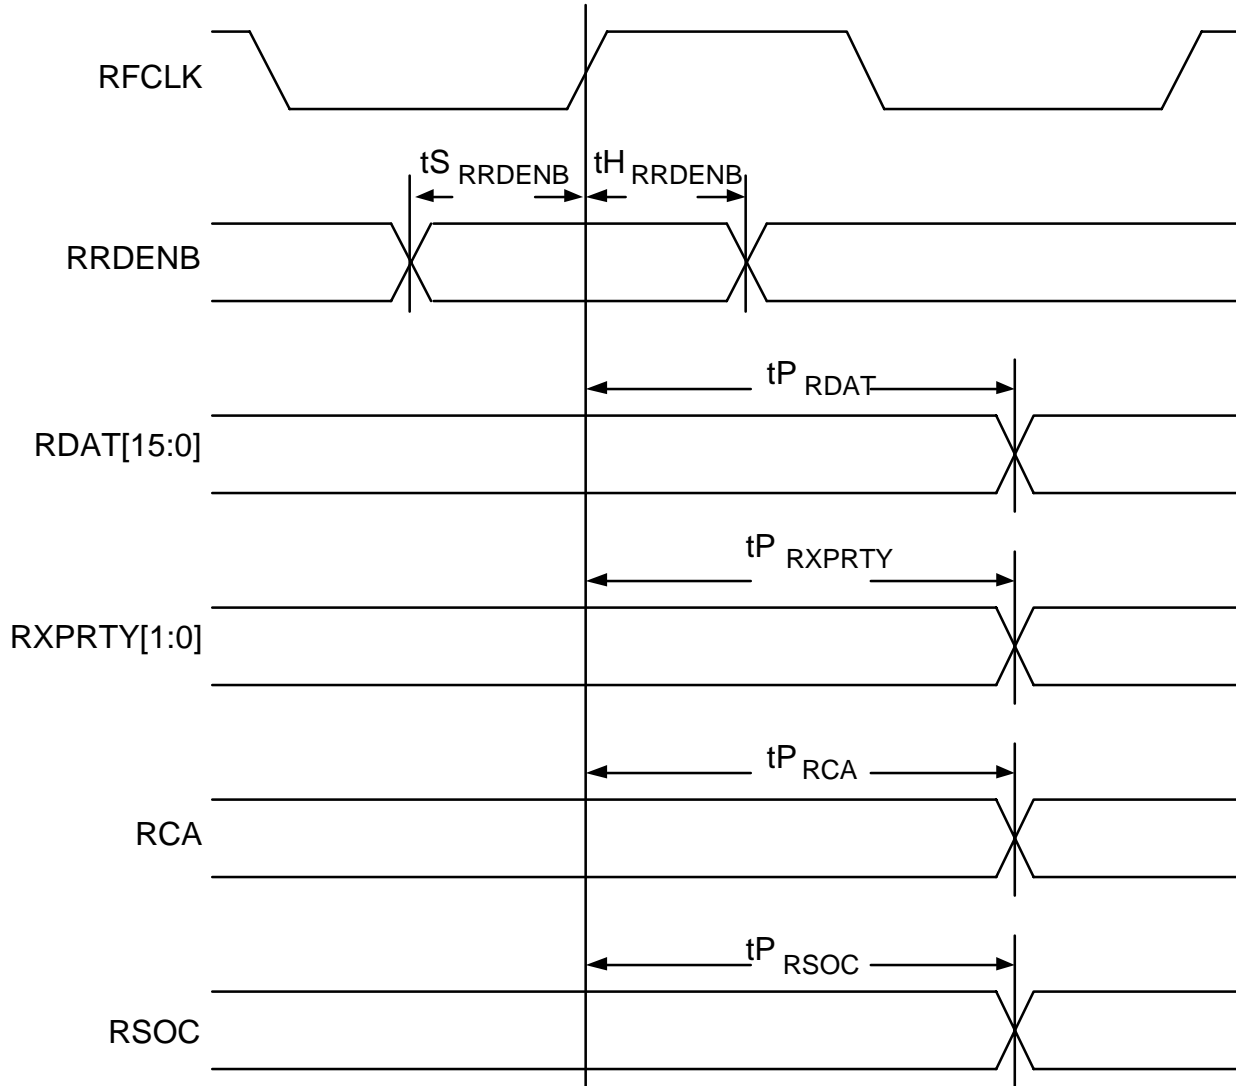 RFCLK
tS RRDENB
tH RRDENB
RRDENB
tP RDAT
RDAT[15:0]
tP RXPRTY
RXPRTY[1:0]
tP RCA
RCA
tP RSOC
RSOC